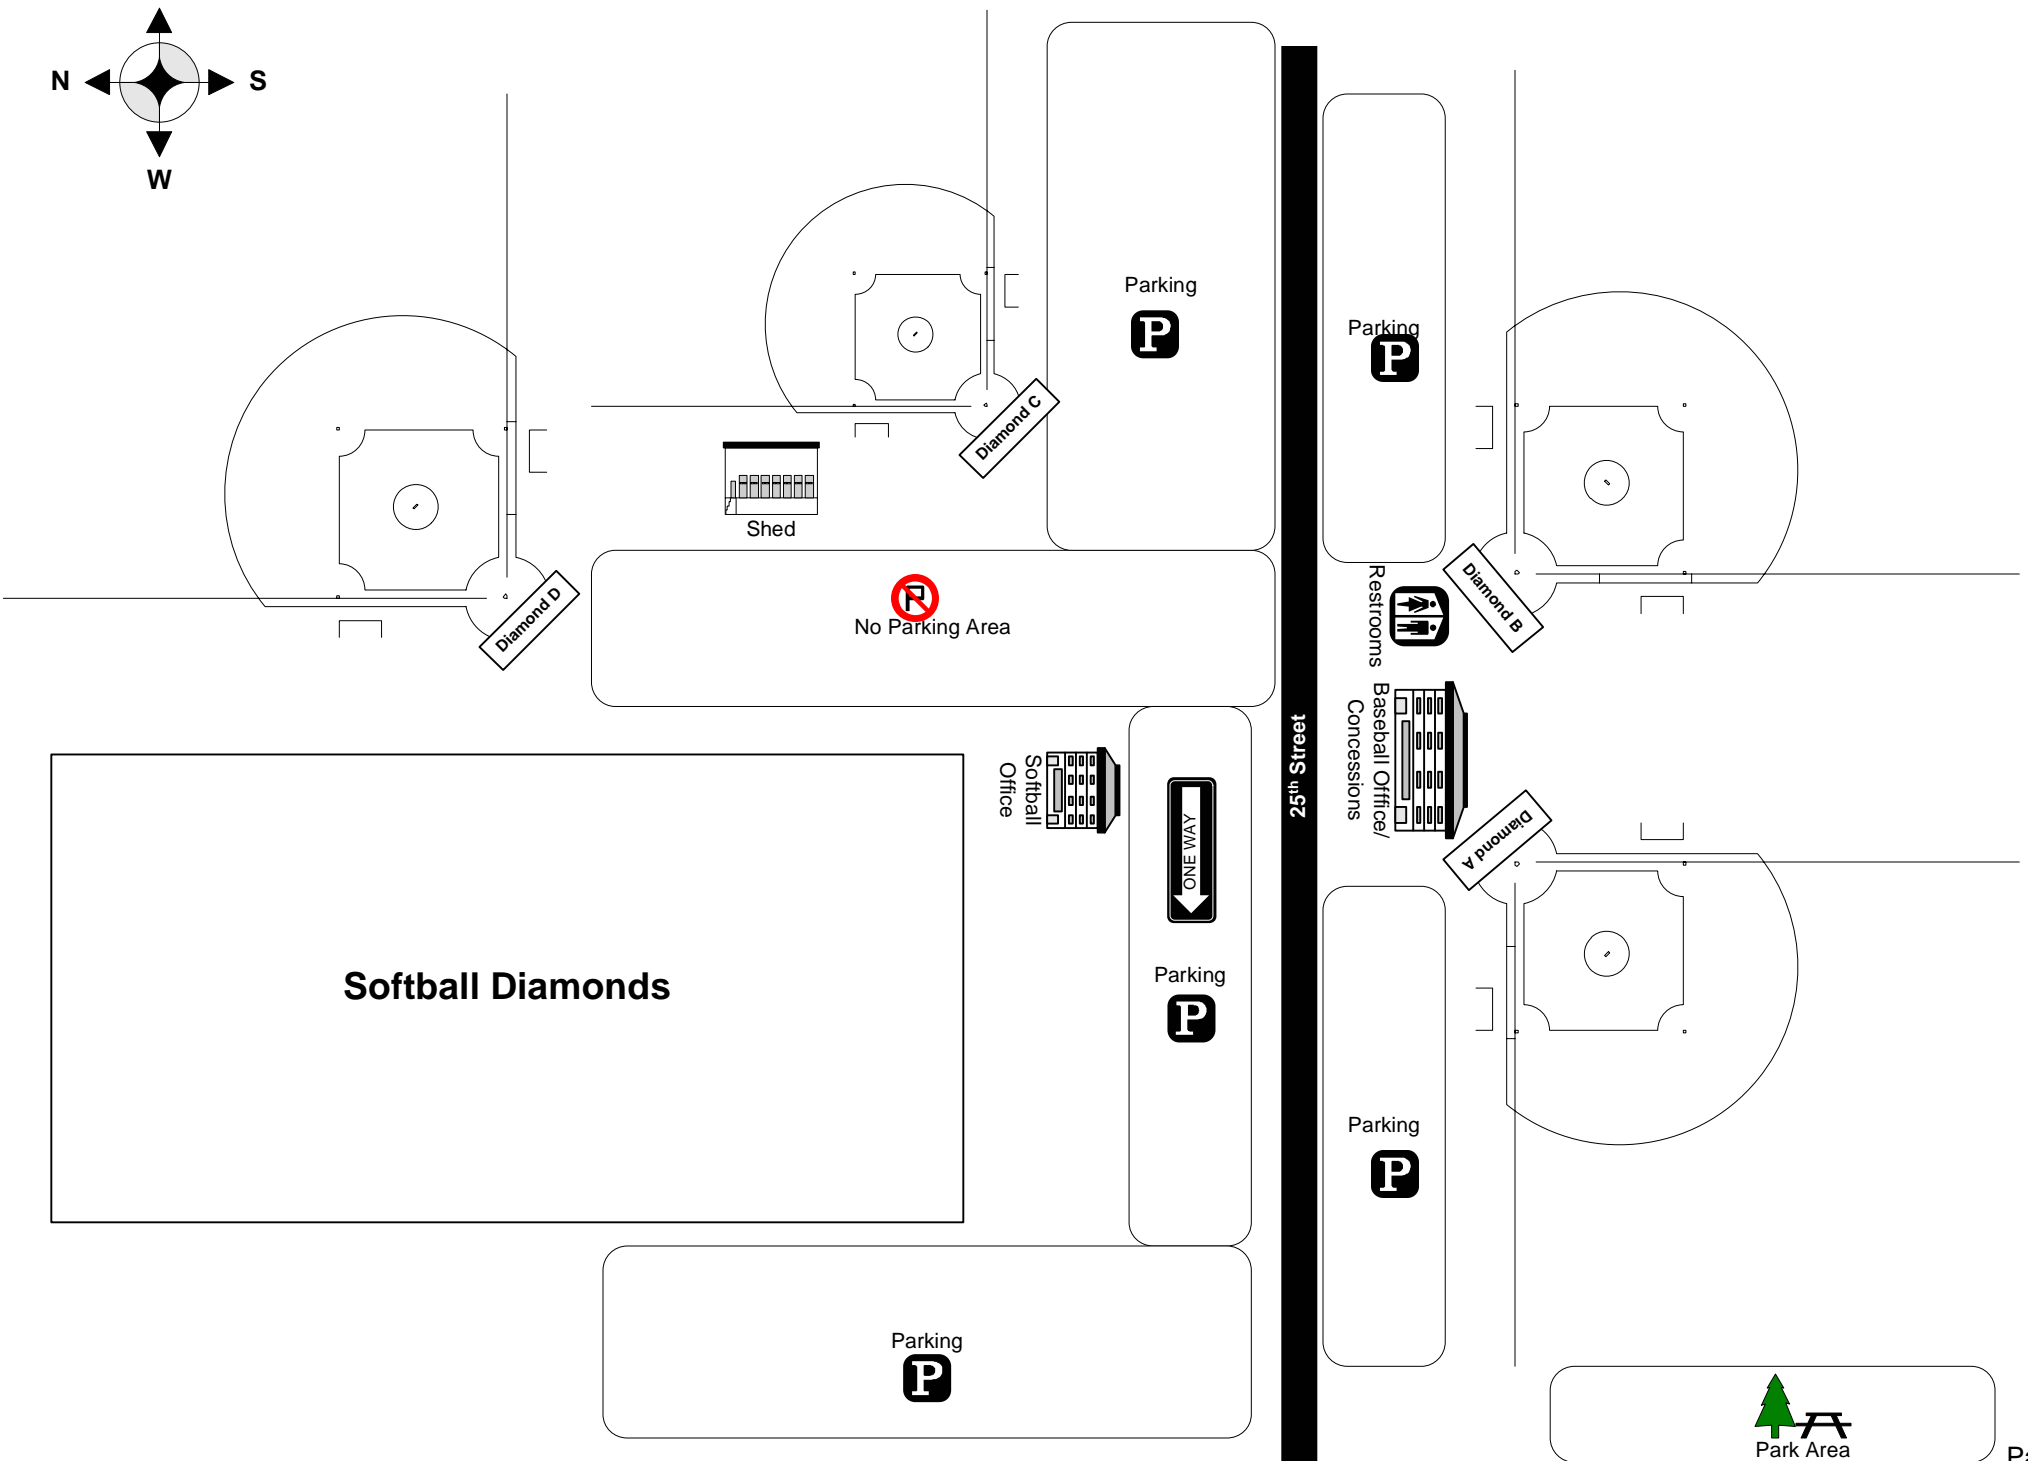 N
S
W
Parking
P
Parking
P
Diamond C
Shed
Diamond D
P
No Parking Area
Restrooms
Diamond B
Softball
Office
ONE WAY
25th Street
Baseball Offfice/
Concessions
Diamond A
Softball Diamonds
Parking
P
Parking
P
Parking
P
Park Area